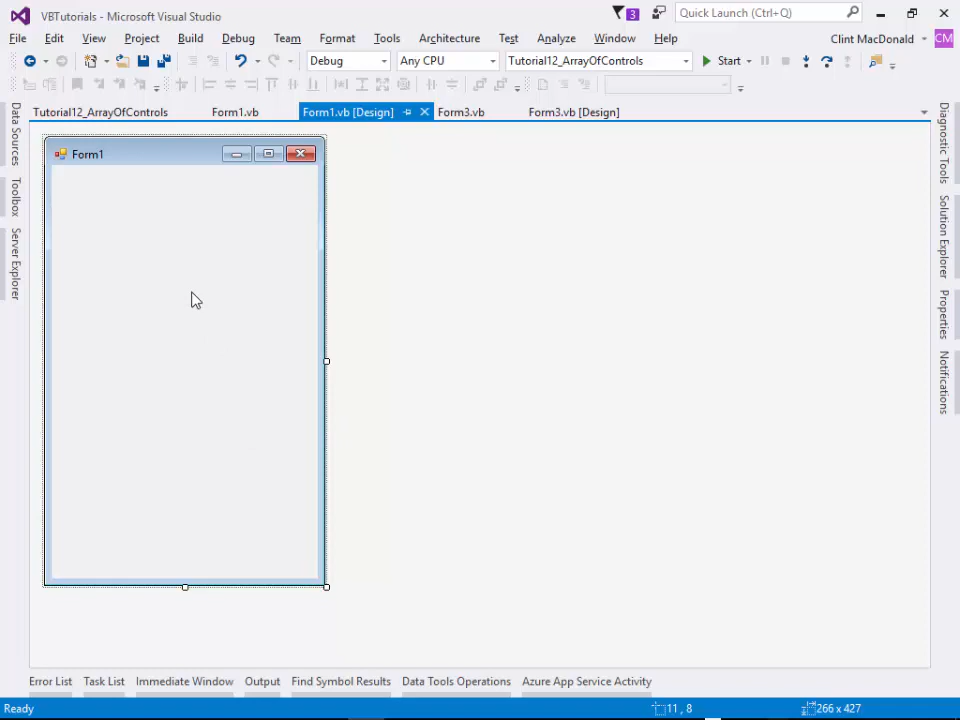 VBTutorials - Microsoft Visual Studio
3
Quick Launch (Ctrl+Q)
File Edit View Project Build Debug Team Format Tools Architecture Test Analyze Window Help
Clint MacDonald CM
Debug Any CPU Tutorial12_ArrayOfControls Start
Tutorial12_ArrayOfControls Form1.vb Form1.vb [Design] Form3.vb Form3.vb [Design]
Data Sources
Toolbox
Server Explorer
Form1
Diagnostic Tools
Solution Explorer
Properties
Notifications
Error List Task List Immediate Window Output Find Symbol Results Data Tools Operations Azure App Service Activity
Ready 11 , 8 266 x 427